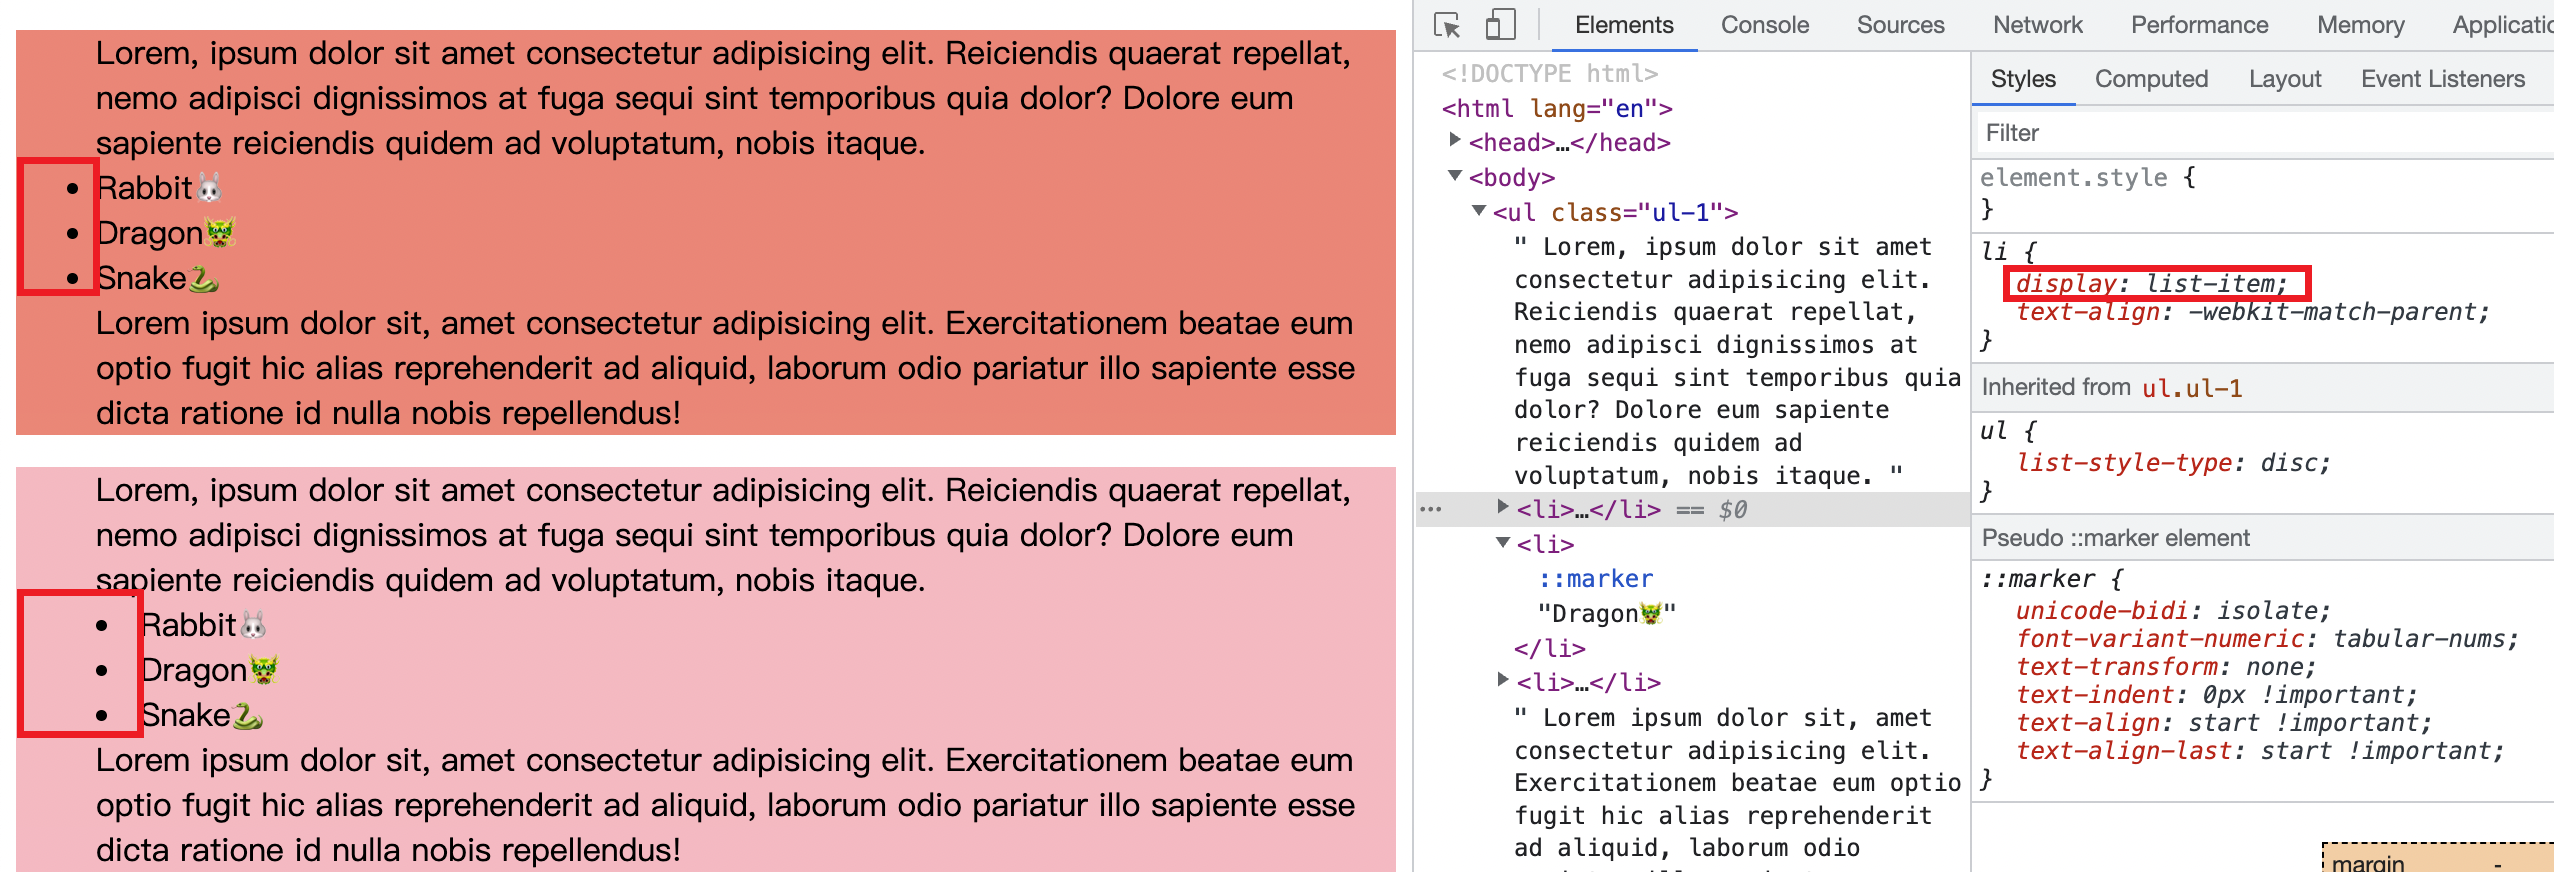 Lorem, ipsum dolor sit amet consectetur adipisicing elit. Reiciendis quaerat repellat,
nemo adipisci dignissimos at fuga sequi sint temporibus quia dolor? Dolore eum
sapiente reiciendis quidem ad voluptatum, nobis itaque.
• Rabbit🐰
• Dragon🐲
• Snake🐍
Lorem ipsum dolor sit, amet consectetur adipisicing elit. Exercitationem beatae eum
optio fugit hic alias reprehenderit ad aliquid, laborum odio pariatur illo sapiente esse
dicta ratione id nulla nobis repellendus!
Lorem, ipsum dolor sit amet consectetur adipisicing elit. Reiciendis quaerat repellat,
nemo adipisci dignissimos at fuga sequi sint temporibus quia dolor? Dolore eum
sapiente reiciendis quidem ad voluptatum, nobis itaque.
• Rabbit🐰
• Dragon🐲
• Snake🐍
Lorem ipsum dolor sit, amet consectetur adipisicing elit. Exercitationem beatae eum
optio fugit hic alias reprehenderit ad aliquid, laborum odio pariatur illo sapiente esse
dicta ratione id nulla nobis repellendus!
Elements Console Sources Network Performance Memory Applicatio
<!DOCTYPE html>
<html lang="en">
<head>…</head>
<body>
<ul class="ul-1">
" Lorem, ipsum dolor sit amet
consectetur adipisicing elit.
Reiciendis quaerat repellat,
nemo adipisci dignissimos at
fuga sequi sint temporibus quia
dolor? Dolore eum sapiente
reiciendis quidem ad
voluptatum, nobis itaque. "
… <li>…</li> == $0
<li>
::marker
"Dragon🐲"
</li>
<li>…</li>
" Lorem ipsum dolor sit, amet
consectetur adipisicing elit.
Exercitationem beatae eum optio
fugit hic alias reprehenderit
ad aliquid, laborum odio
Styles Computed Layout Event Listeners
Filter
element.style {
}
li {
display: list-item;
text-align: -webkit-match-parent;
}
Inherited from ul.ul-1
ul {
list-style-type: disc;
}
Pseudo ::marker element
::marker {
unicode-bidi: isolate;
font-variant-numeric: tabular-nums;
text-transform: none;
text-indent: 0px !important;
text-align: start !important;
text-align-last: start !important;
}
margin -